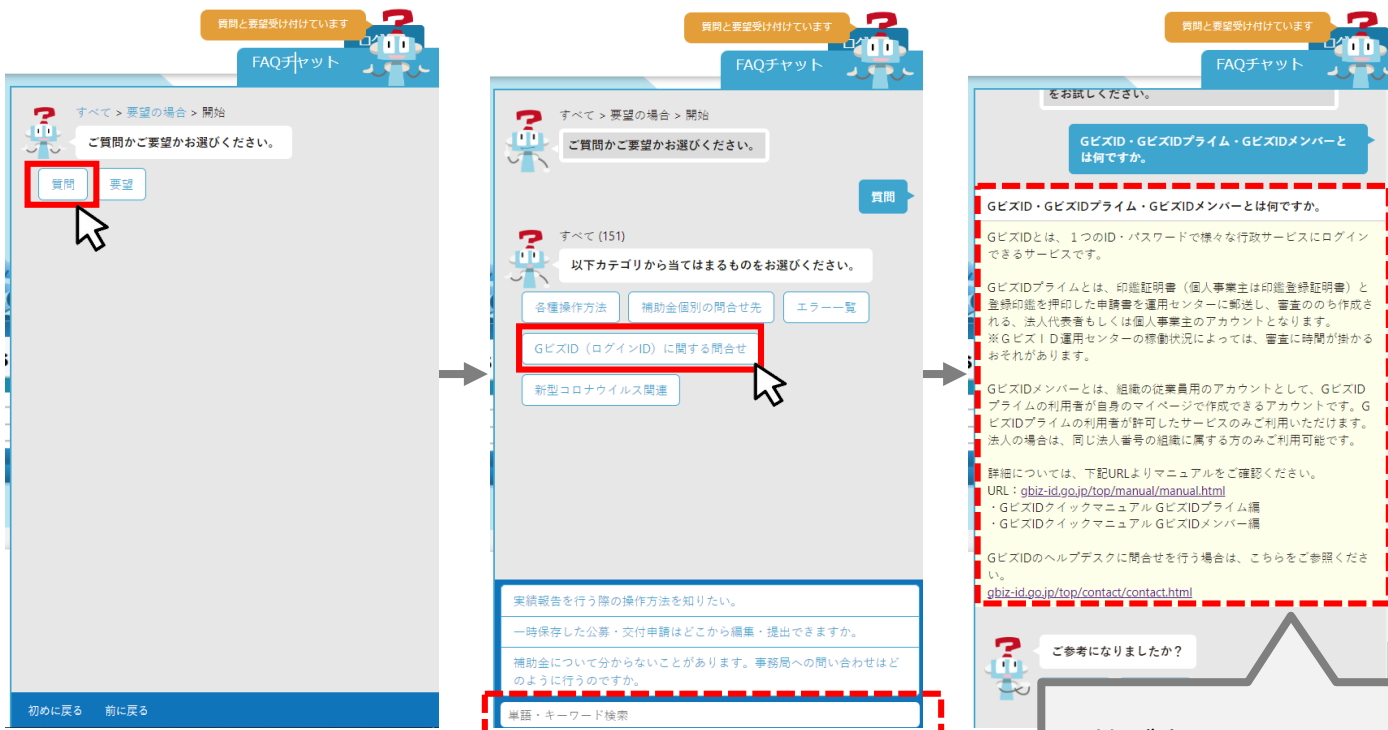 質問と要望受け付けています
FAQチャット
すべて > 要望の場合 > 開始
ご質問かご要望かお選びください。
質問
要望
初めに戻る 前に戻る
質問と要望受け付けています
FAQチャット
すべて > 要望の場合 > 開始
ご質問かご要望かお選びください。
質問
すべて (151)
以下カテゴリから当てはまるものをお選びください。
各種操作方法
補助金個別の問合せ先
エラー一覧
GビズID（ログインID）に関する問合せ
新型コロナウイルス関連
実績報告を行う際の操作方法を知りたい。
一時保存した公募・交付申請はどこから編集・提出できますか。
補助金について分からないことがあります。事務局への問い合わせはど
のように行うのですか。
単語・キーワード検索
質問と要望受け付けています
FAQチャット
をお試しください。
GビズID・GビズIDプライム・GビズIDメンバーと
は何ですか。
GビズID・GビズIDプライム・GビズIDメンバーとは何ですか。
GビズIDとは、１つのID・パスワードで様々な行政サービスにログイン
できるサービスです。
GビズIDプライムとは、印鑑証明書（個人事業主は印鑑登録証明書）と
登録印鑑を押印した申請書を運用センターに郵送し、審査ののち作成さ
れる、法人代表者もしくは個人事業主のアカウントとなります。
※ＧビズＩＤ運用センターの稼働状況によっては、審査に時間が掛かる
おそれがあります。
GビズIDメンバーとは、組織の従業員用のアカウントとして、GビズID
プライムの利用者が自身のマイページで作成できるアカウントです。G
ビズIDプライムの利用者が許可したサービスのみご利用いただけます。
法人の場合は、同じ法人番号の組織に属する方のみご利用可能です。
詳細については、下記URLよりマニュアルをご確認ください。
URL：gbiz-id.go.jp/top/manual/manual.html
・GビズIDクイックマニュアル GビズIDプライム編
・GビズIDクイックマニュアル GビズIDメンバー編
GビズIDのヘルプデスクに問合せを行う場合は、こちらをご参照くださ
い。
gbiz-id.go.jp/top/contact/contact.html
ご参考になりましたか？